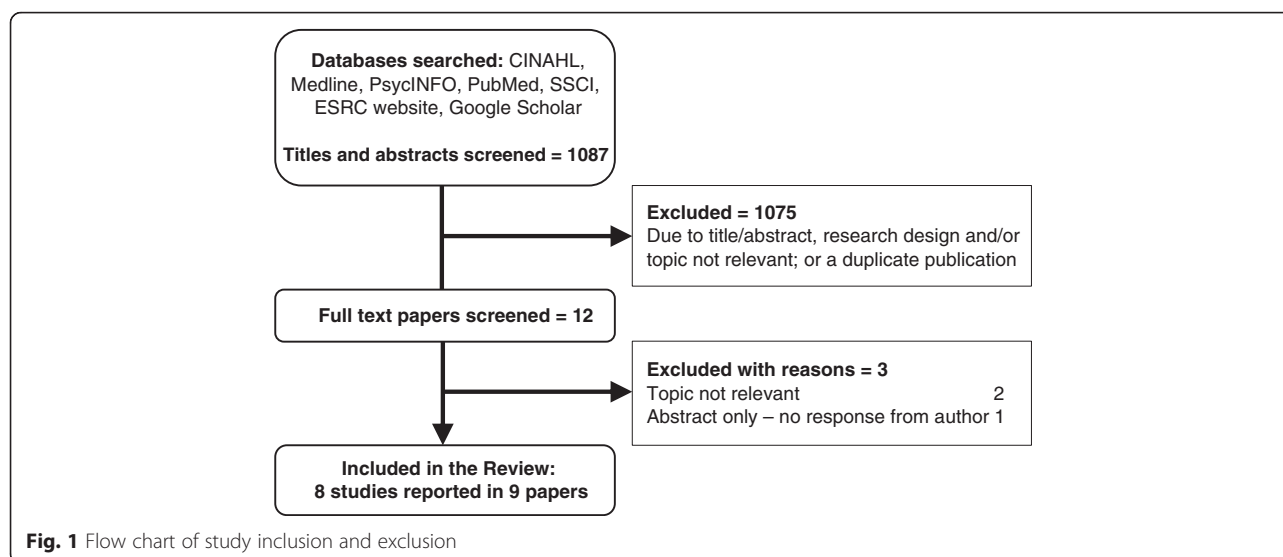 Databases searched: CINAHL,
Medline, PsycINFO, PubMed, SSCI,
ESRC website, Google Scholar
Titles and abstracts screened = 1087
Excluded = 1075
Due to title/abstract, research design and/or
topic not relevant; or a duplicate publication
Full text papers screened = 12
Excluded with reasons = 3
Topic not relevant 2
Abstract only – no response from author 1
Included in the Review:
8 studies reported in 9 papers
Fig. 1 Flow chart of study inclusion and exclusion